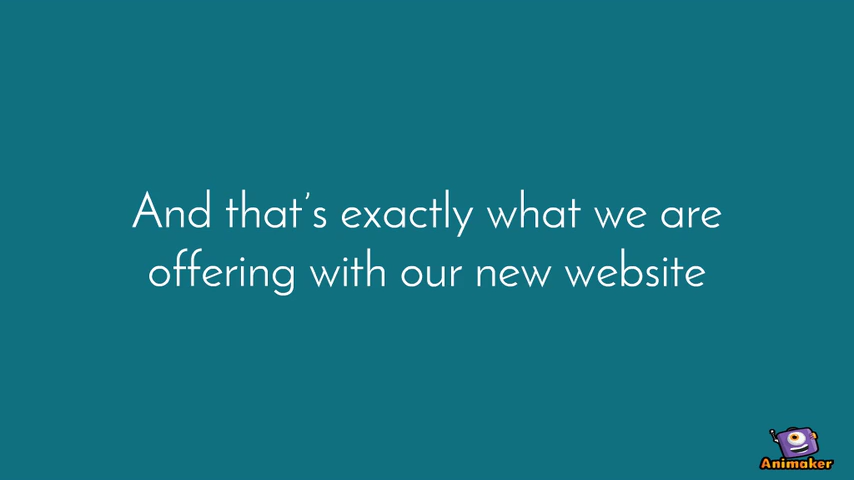 And that’s exactly what we are
offering with our new website
Animaker